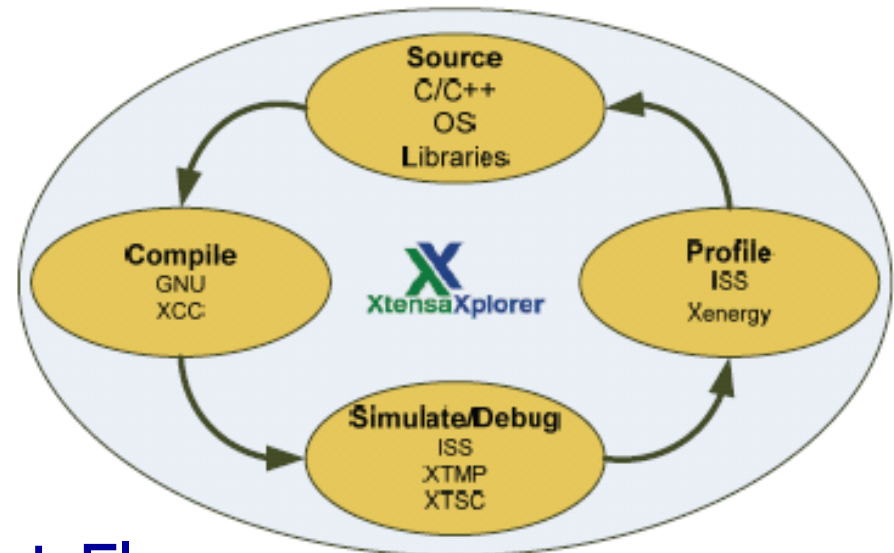 Source
C/C++
OS
Libraries
Compile
GNU
XCC
XtensaXplorer
Profile
ISS
Xenergy
Simulate/Debug
ISS
XTMP
XTSC